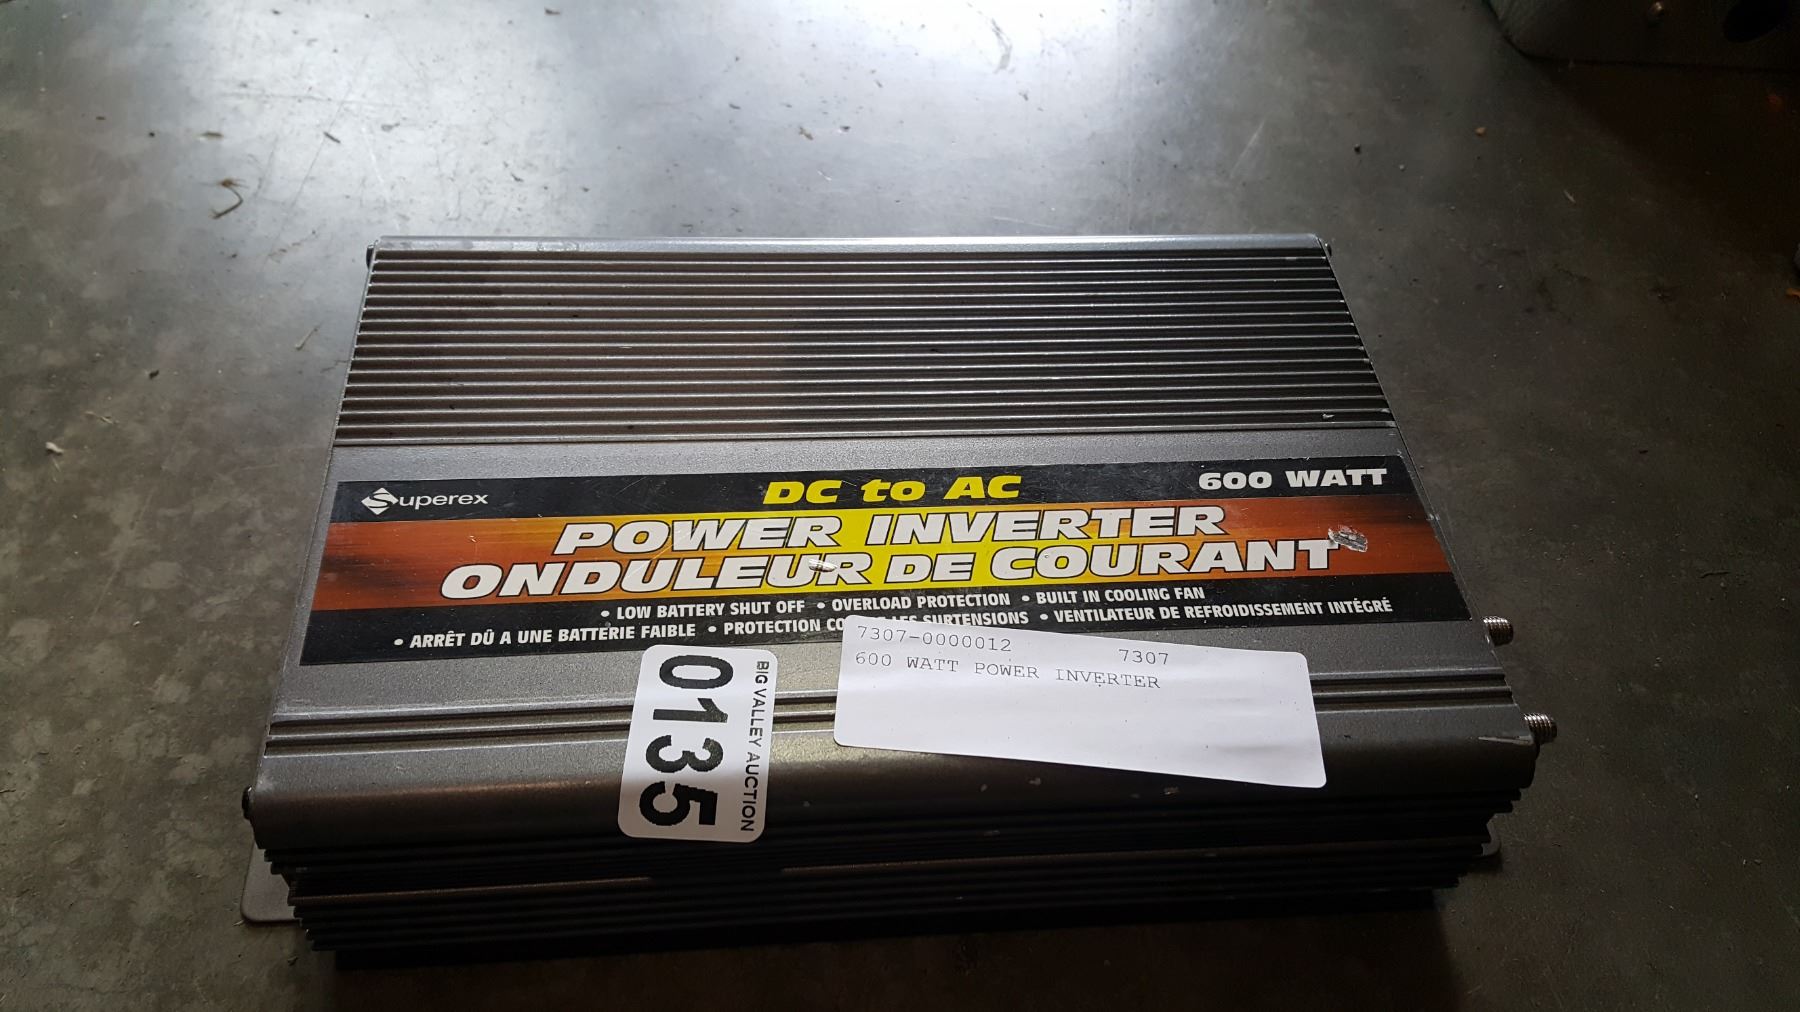 Superex
DC to AC
600 WATT
POWER INVERTER
ONDULEUR DE COURANT
• LOW BATTERY SHUT OFF • OVERLOAD PROTECTION • BUILT IN COOLING FAN
• ARRÊT DÛ A UNE BATTERIE FAIBLE • PROTECTION LES SURTENSIONS • VENTILATEUR DE REFROIDISSEMENT INTÉGRÉ
7307-0000012 7307
600 WATT POWER INVERTER
BIG VALLEY AUCTION
0135